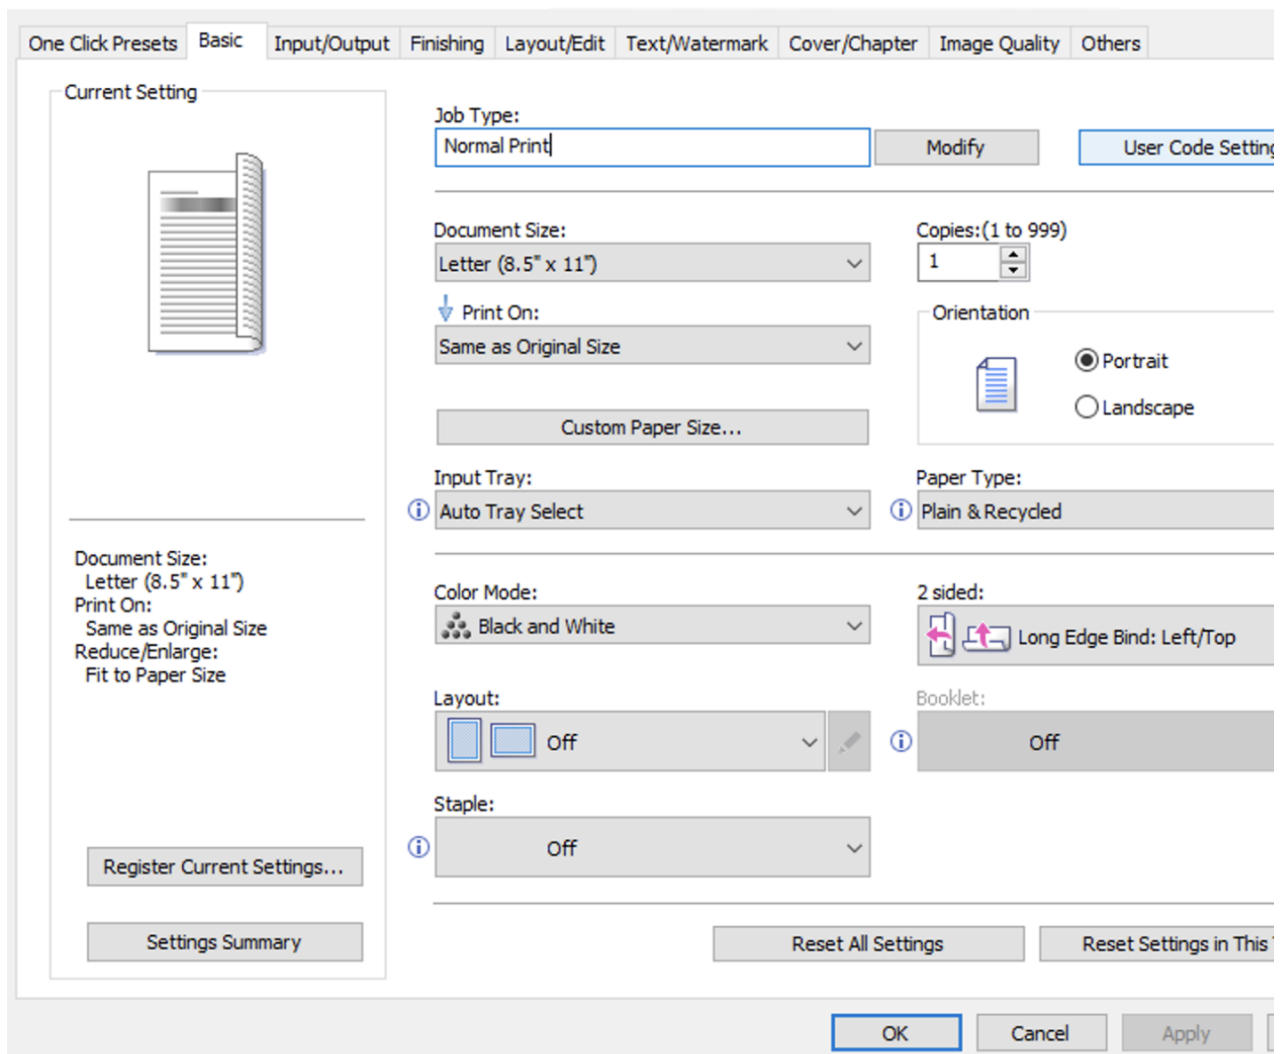 One Click Presets
Basic
Input/Output
Finishing
Layout/Edit
Text/Watermark
Cover/Chapter
Image Quality
Others
Current Setting
Job Type:
Normal Print
Modify
User Code Setting
Document Size:
Letter (8.5" x 11")
Copies:(1 to 999)
1
Print On:
Same as Original Size
Orientation
Portrait
Landscape
Custom Paper Size...
Input Tray:
Auto Tray Select
Paper Type:
Plain & Recycled
Document Size:
Letter (8.5" x 11")
Print On:
Same as Original Size
Reduce/Enlarge:
Fit to Paper Size
Color Mode:
Black and White
2 sided:
Long Edge Bind: Left/Top
Layout:
Off
Booklet:
Off
Staple:
Off
Register Current Settings...
Settings Summary
Reset All Settings
Reset Settings in This
OK
Cancel
Apply